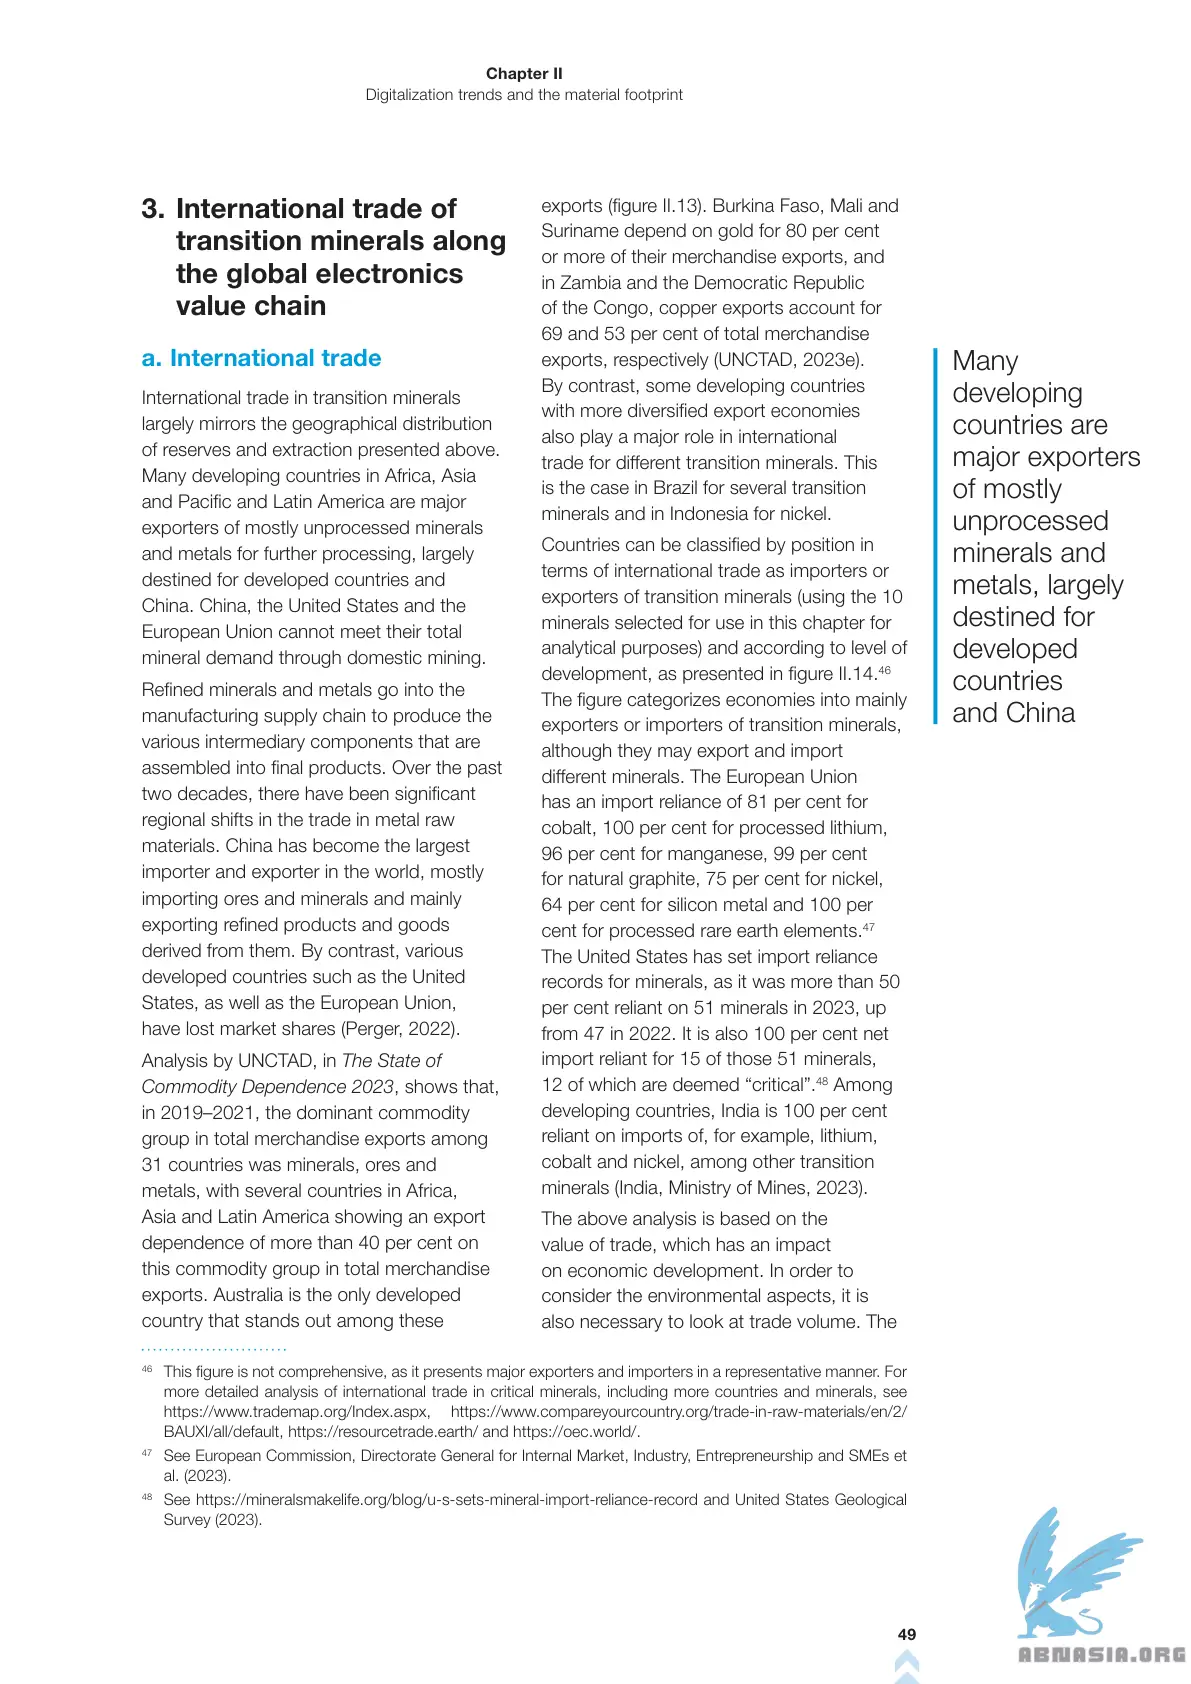 Chapter II
Digitalization trends and the material footprint
3. International trade of
transition minerals along
the global electronics
value chain
a. International trade
International trade in transition minerals
largely mirrors the geographical distribution
of reserves and extraction presented above.
Many developing countries in Africa, Asia
and Pacific and Latin America are major
exporters of mostly unprocessed minerals
and metals for further processing, largely
destined for developed countries and
China. China, the United States and the
European Union cannot meet their total
mineral demand through domestic mining.
Refined minerals and metals go into the
manufacturing supply chain to produce the
various intermediary components that are
assembled into final products. Over the past
two decades, there have been significant
regional shifts in the trade in metal raw
materials. China has become the largest
importer and exporter in the world, mostly
importing ores and minerals and mainly
exporting refined products and goods
derived from them. By contrast, various
developed countries such as the United
States, as well as the European Union,
have lost market shares (Perger, 2022).
Analysis by UNCTAD, in The State of
Commodity Dependence 2023, shows that,
in 2019–2021, the dominant commodity
group in total merchandise exports among
31 countries was minerals, ores and
metals, with several countries in Africa,
Asia and Latin America showing an export
dependence of more than 40 per cent on
this commodity group in total merchandise
exports. Australia is the only developed
country that stands out among these
exports (figure II.13). Burkina Faso, Mali and
Suriname depend on gold for 80 per cent
or more of their merchandise exports, and
in Zambia and the Democratic Republic
of the Congo, copper exports account for
69 and 53 per cent of total merchandise
exports, respectively (UNCTAD, 2023e).
By contrast, some developing countries
with more diversified export economies
also play a major role in international
trade for different transition minerals. This
is the case in Brazil for several transition
minerals and in Indonesia for nickel.
Countries can be classified by position in
terms of international trade as importers or
exporters of transition minerals (using the 10
minerals selected for use in this chapter for
analytical purposes) and according to level of
development, as presented in figure II.14.46
The figure categorizes economies into mainly
exporters or importers of transition minerals,
although they may export and import
different minerals. The European Union
has an import reliance of 81 per cent for
cobalt, 100 per cent for processed lithium,
96 per cent for manganese, 99 per cent
for natural graphite, 75 per cent for nickel,
64 per cent for silicon metal and 100 per
cent for processed rare earth elements.47
The United States has set import reliance
records for minerals, as it was more than 50
per cent reliant on 51 minerals in 2023, up
from 47 in 2022. It is also 100 per cent net
import reliant for 15 of those 51 minerals,
12 of which are deemed “critical”.48 Among
developing countries, India is 100 per cent
reliant on imports of, for example, lithium,
cobalt and nickel, among other transition
minerals (India, Ministry of Mines, 2023).
The above analysis is based on the
value of trade, which has an impact
on economic development. In order to
consider the environmental aspects, it is
also necessary to look at trade volume. The
Many
developing
countries are
major exporters
of mostly
unprocessed
minerals and
metals, largely
destined for
developed
countries
and China
46 This figure is not comprehensive, as it presents major exporters and importers in a representative manner. For
more detailed analysis of international trade in critical minerals, including more countries and minerals, see
https://www.trademap.org/Index.aspx, https://www.compareyourcountry.org/trade-in-raw-materials/en/2/
BAUXI/all/default, https://resourcetrade.earth/ and https://oec.world/.
47 See European Commission, Directorate General for Internal Market, Industry, Entrepreneurship and SMEs et
al. (2023).
48 See https://mineralsmakelife.org/blog/u-s-sets-mineral-import-reliance-record and United States Geological
Survey (2023).
49
ABNASIA.ORG